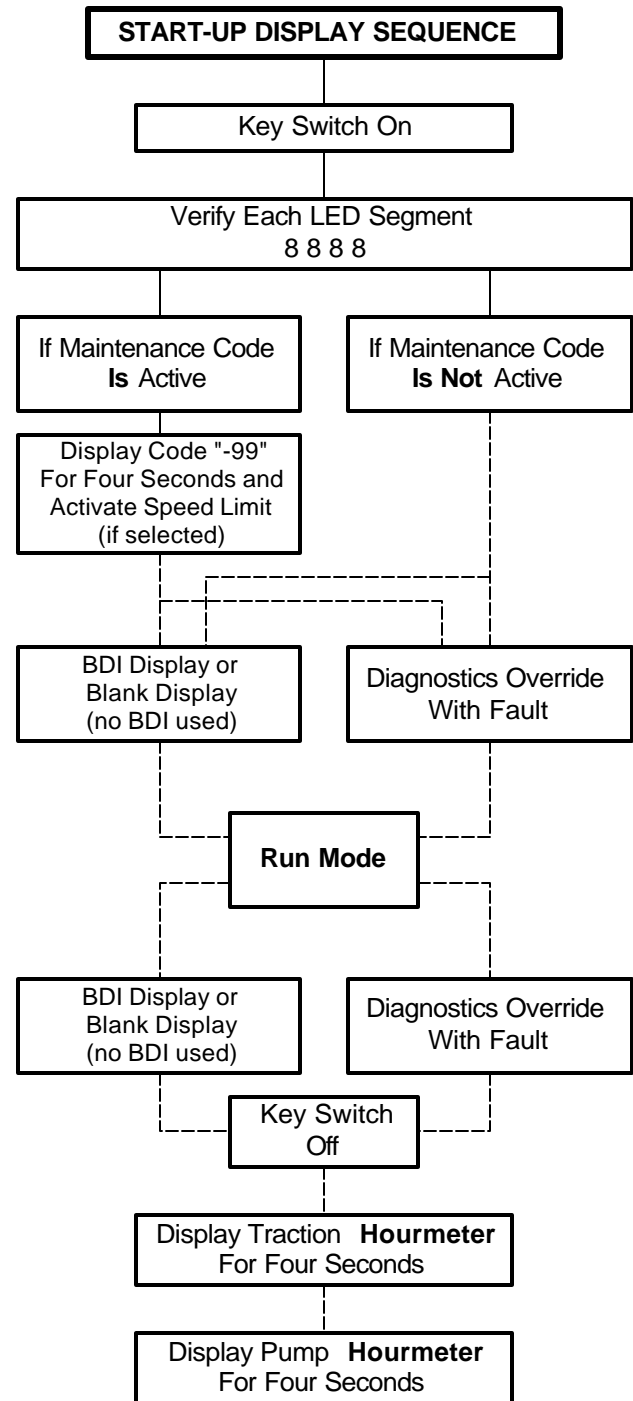 START-UP DISPLAY SEQUENCE
Key Switch On
Verify Each LED Segment
8 8 8 8
If Maintenance Code
Is Active
If Maintenance Code
Is Not Active
Display Code "-99"
For Four Seconds and
Activate Speed Limit
(if selected)
BDI Display or
Blank Display
(no BDI used)
Diagnostics Override
With Fault
Run Mode
BDI Display or
Blank Display
(no BDI used)
Diagnostics Override
With Fault
Key Switch
Off
Display Traction Hourmeter
For Four Seconds
Display Pump Hourmeter
For Four Seconds